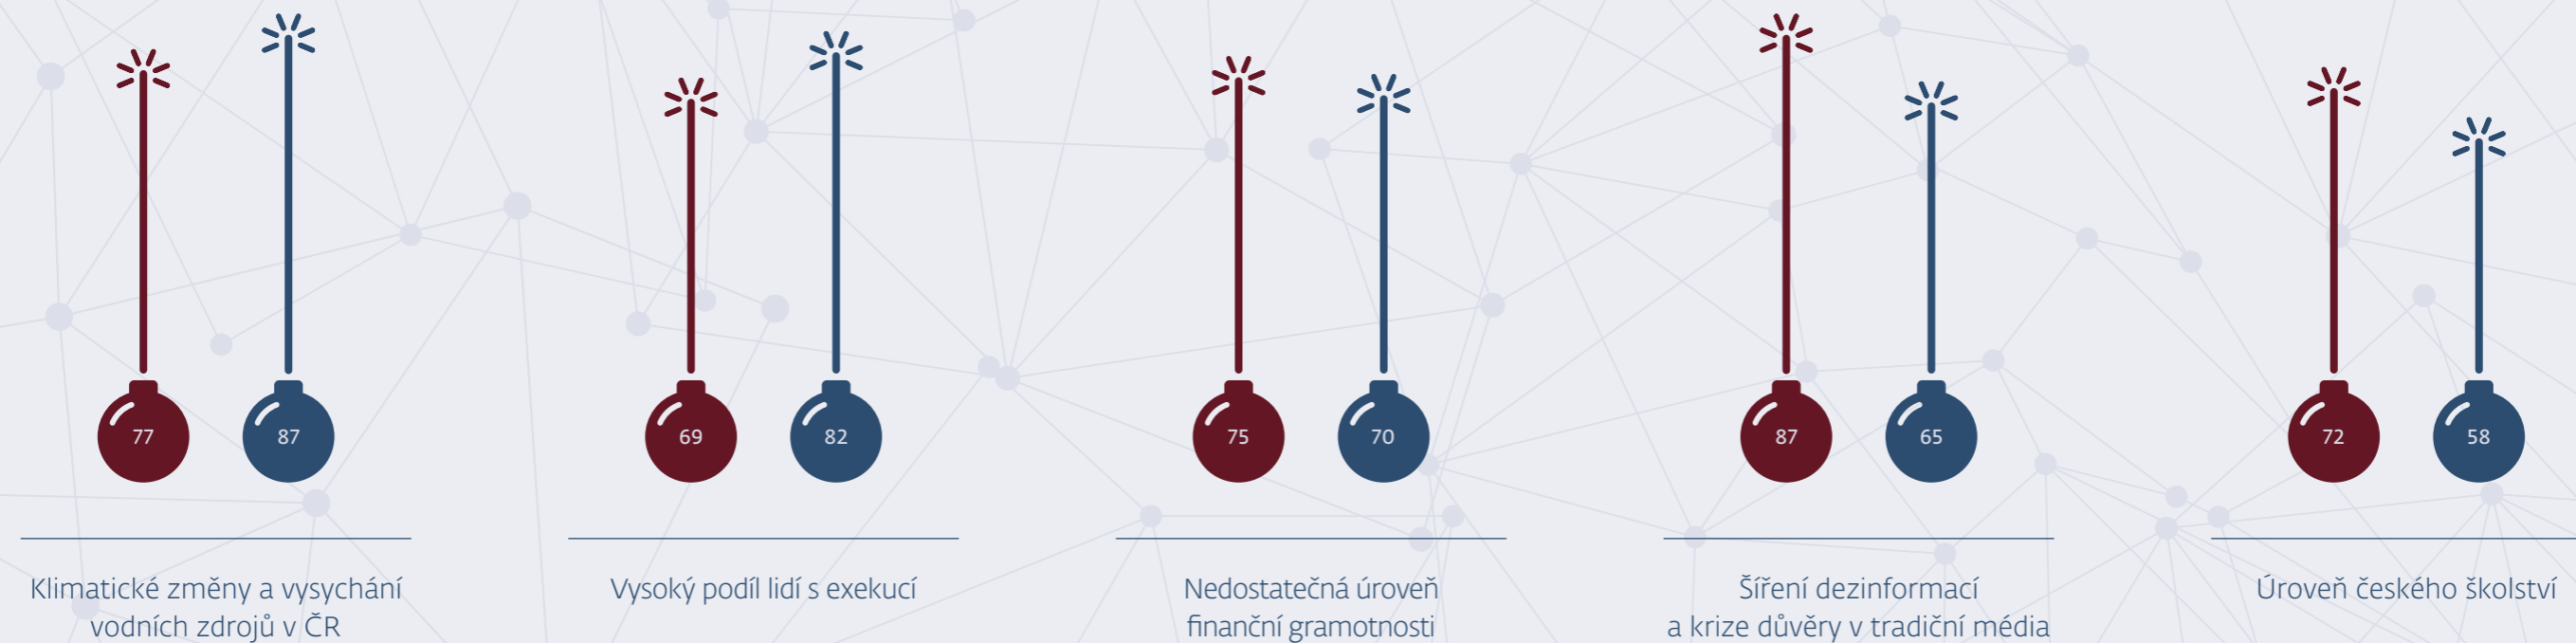 77 87 69 82 75 70 87 65 72 58
Klimatické změny a vysychání
vodních zdrojů v ČR
Vysoký podíl lidí s exekucí
Nedostatečná úroveň
finanční gramotnosti
Šíření dezinformací
a krize důvěry v tradiční média
Úroveň českého školství